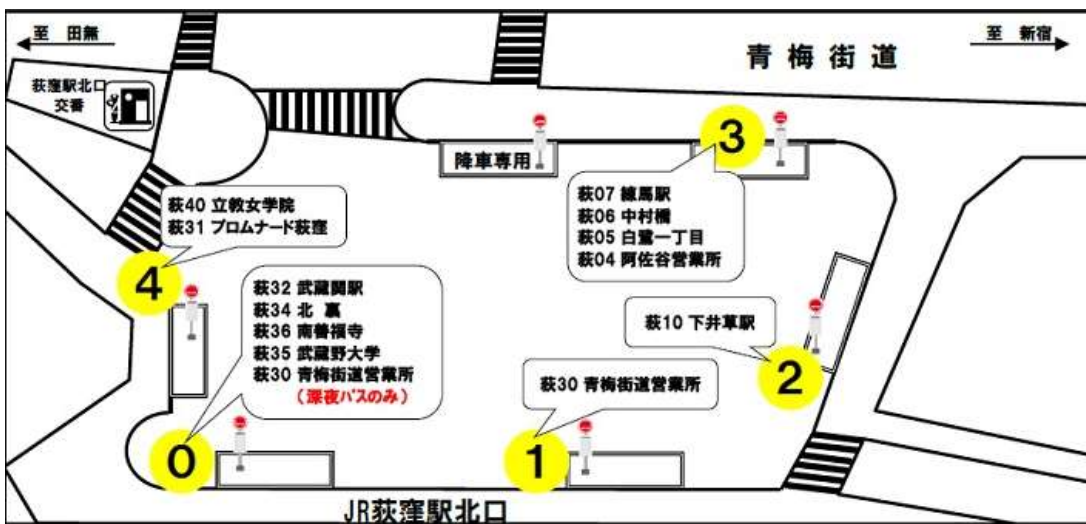 至 田無
至 新宿
青梅街道
荻窪駅北口
交番
降車専用
3
荻07 練馬駅
荻06 中村橋
荻05 白鷺一丁目
荻04 阿佐谷営業所
荻40 立教女学院
荻31 プロムナード荻窪
4
荻32 武蔵関駅
荻34 北 裏
荻36 南善福寺
荻35 武蔵野大学
荻30 青梅街道営業所
(深夜バスのみ)
0
荻10 下井草駅
2
荻30 青梅街道営業所
1
JR荻窪駅北口